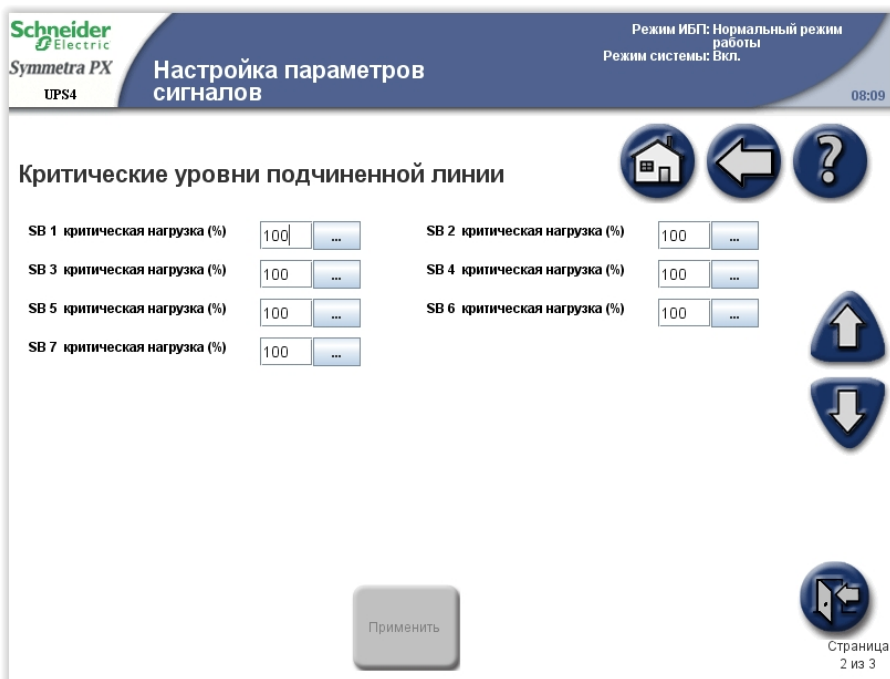 Schneider
Electric
Symmetra PX
UPS4
Настройка параметров
сигналов
Режим ИБП: Нормальный режим
работы
Режим системы: Вкл.
08:09
Критические уровни подчиненной линии
SB 1 критическая нагрузка (%) 100 ... SB 2 критическая нагрузка (%) 100 ...
SB 3 критическая нагрузка (%) 100 ... SB 4 критическая нагрузка (%) 100 ...
SB 5 критическая нагрузка (%) 100 ... SB 6 критическая нагрузка (%) 100 ...
SB 7 критическая нагрузка (%) 100 ...
Применить
Страница
2 из 3